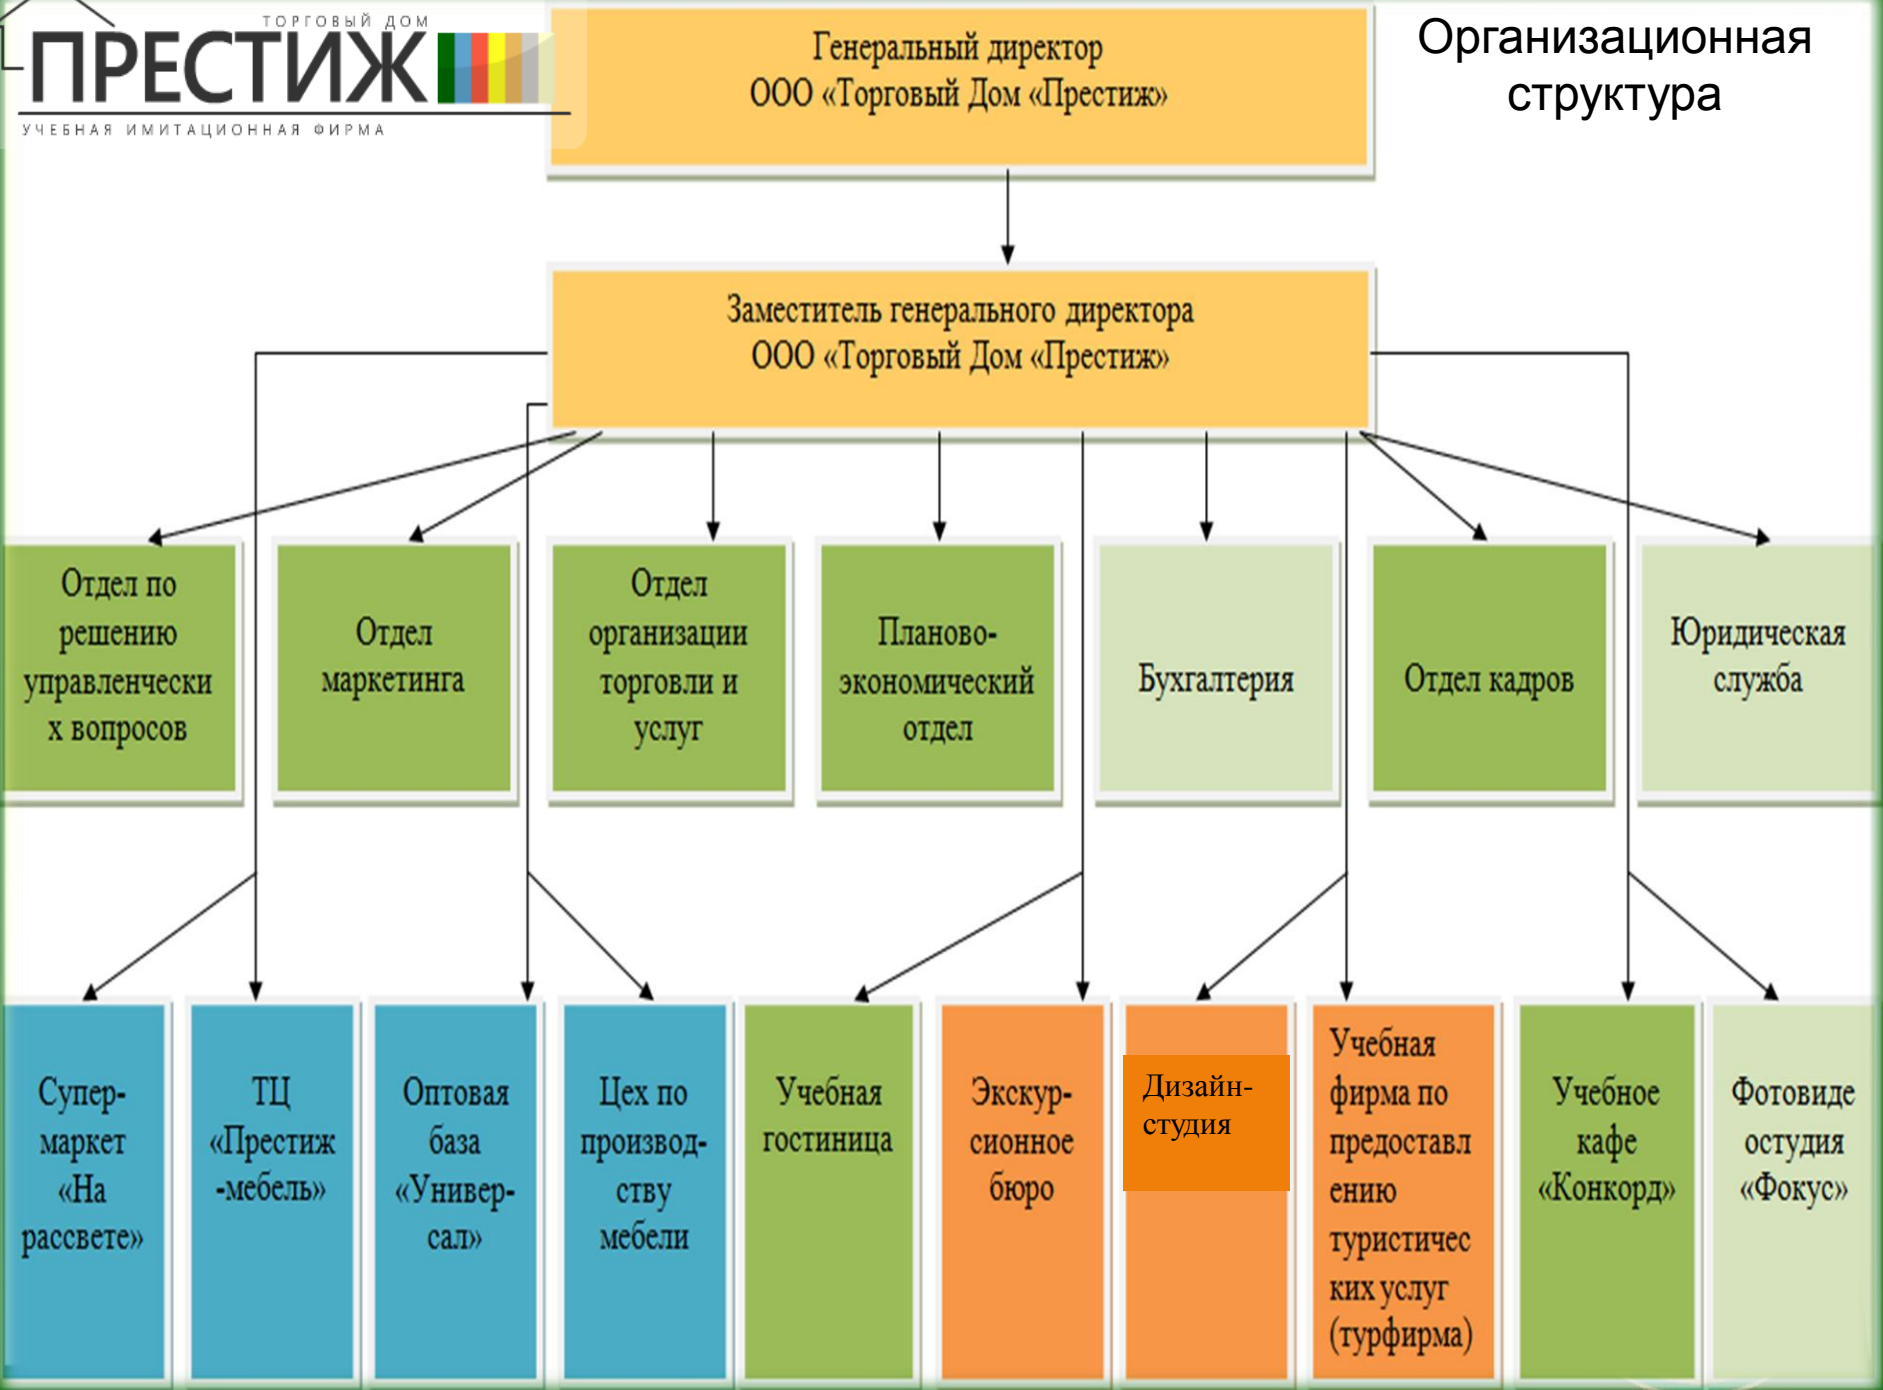 ТОРГОВЫЙ ДОМ
ПРЕСТИЖ
УЧЕБНАЯ ИМИТАЦИОННАЯ ФИРМА
Генеральный директор
ООО «Торговый Дом «Престиж»
Организационная
структура
Заместитель генерального директора
ООО «Торговый Дом «Престиж»
Отдел по
решению
управленчески
х вопросов
Отдел
маркетинга
Отдел
организации
торговли и
услуг
Планово-
экономический
отдел
Бухгалтерия
Отдел кадров
Юридическая
служба
Супер-
маркет
«На
рассвете»
ТЦ
«Престиж
-мебель»
Оптовая
база
«Универ-
сал»
Цех по
производ-
ству
мебели
Учебная
гостиница
Экскур-
сионное
бюро
Дизайн-
студия
Учебная
фирма по
предоставл
ению
туристичес
ких услуг
(турфирма)
Учебное
кафе
«Конкорд»
Фотовиде
остудия
«Фокус»